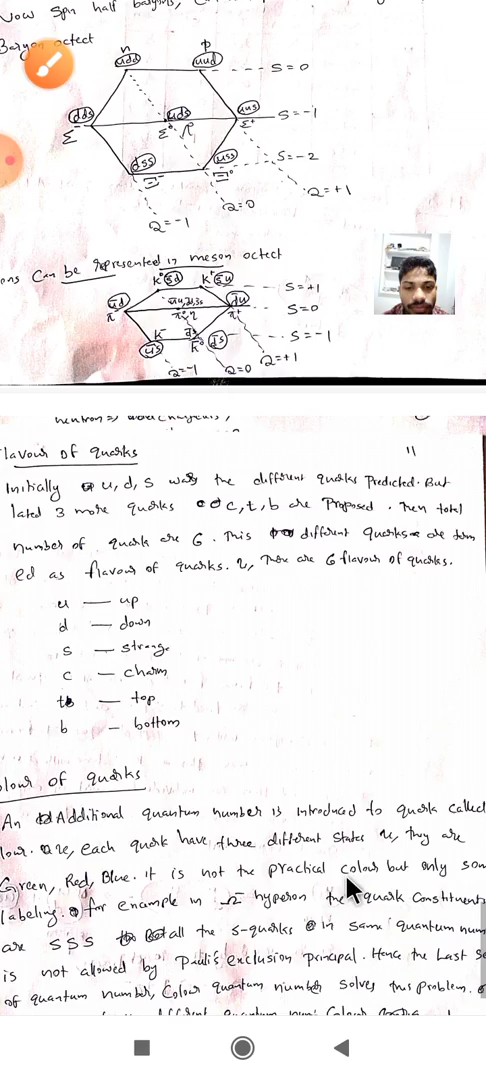 Now Spin half baryons,
Baryon octect
n p
udd uud S=0
dds uds uus S=-1
Σ Σ° Λ Σ+
dss uss S=-2
Ξ- Ξ°
Q=+1
Q=0
Q=-1
ons Can be represented in meson octect
K° s̄d K+ s̄u S=+1
ūd d̄u S=0
π- π°,η π+
K- K̄° S=-1
ūs d̄s
Q=-1 Q=0 Q=+1
lavour of quarks 11
Initially u, d, s was the different quarks Predicted. But
lated 3 more quarks c, t, b are Proposed. Then total
number of quark are 6. This different quarks are term
ed as flavour of quarks. There are 6 flavour of quarks.
u — up
d — down
s — strange
c — charm
t — top
b — bottom
olour of quarks
An Additional quantum number is introduced to quark called
lour. each quark have three different states they are
Green, Red, Blue. it is not the practical colour but only som
labeling. for example in Ω- hyperon the quark Constituents
are SSS all the s-quarks in same quantum num
is not allowed by Pauli's exclusion principal. Hence the Last se
of quantum number, Colour quantum number solves this problem.